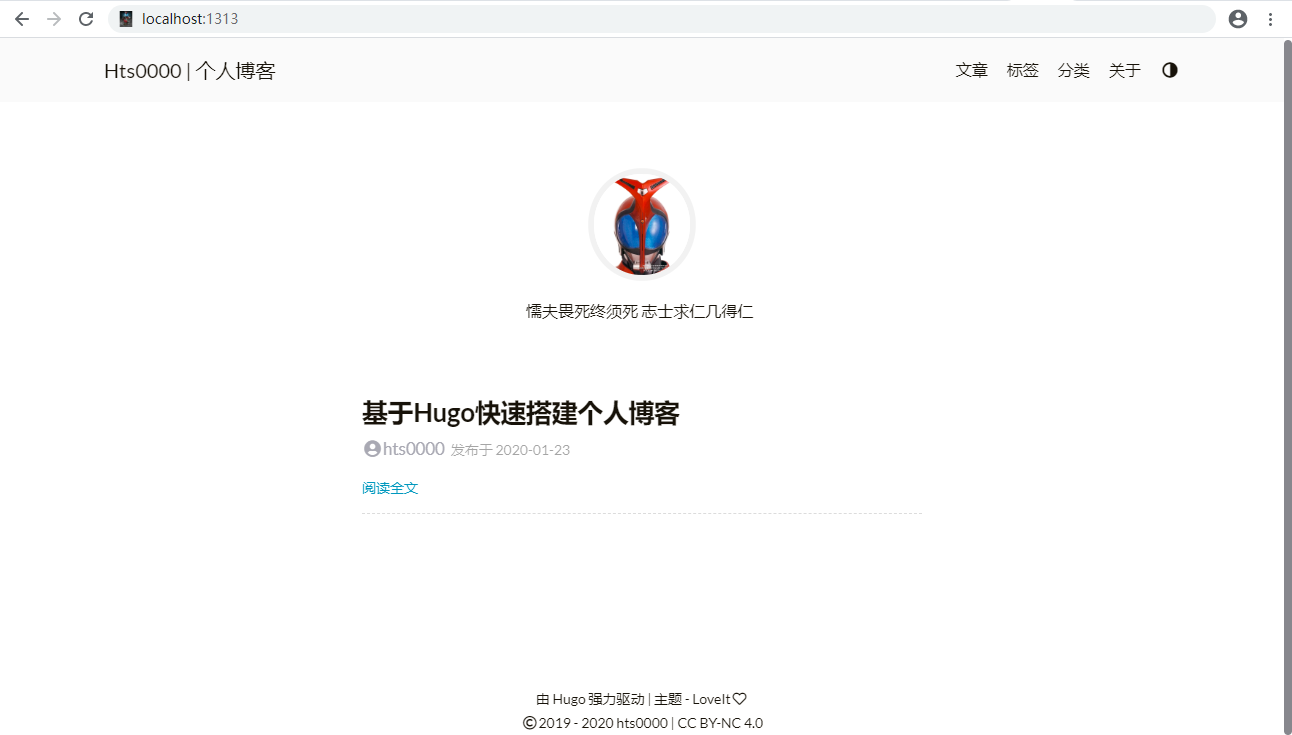 localhost:1313
Hts0000 | 个人博客 文章 标签 分类 关于
懦夫畏死终须死 志士求仁几得仁
基于Hugo快速搭建个人博客
hts0000 发布于 2020-01-23
阅读全文
由 Hugo 强力驱动 | 主题 - LoveIt
© 2019 - 2020 hts0000 | CC BY-NC 4.0